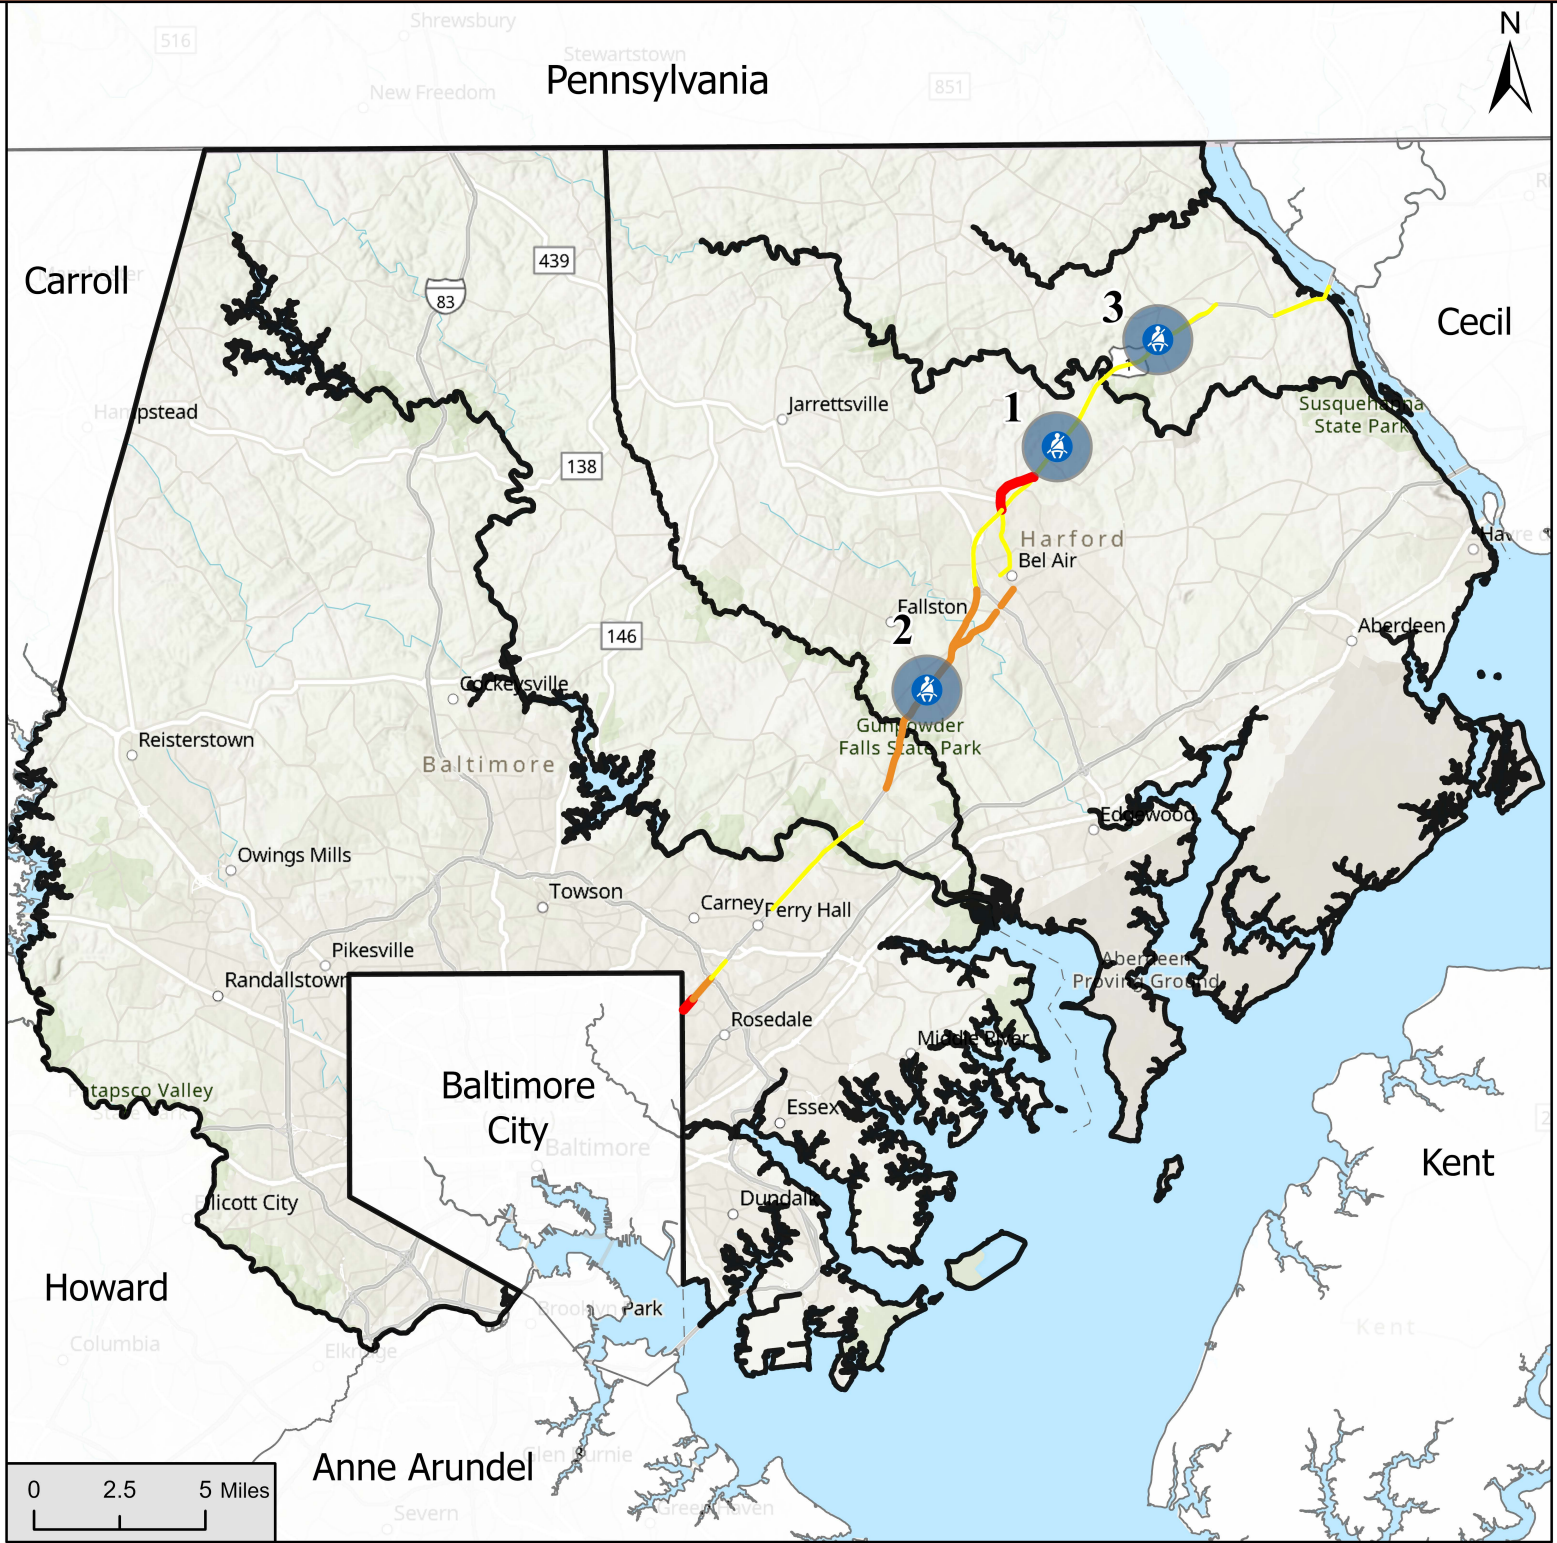 Shrewsbury
516
Stewartstown
Pennsylvania
N
New Freedom
851
439
Carroll
83
3
Cecil
1
Jarrettsville
Susquehanna
State Park
Hampstead
138
Harford
Bel Air
Fallston
2
146
Aberdeen
Cockeysville
Reisterstown
Baltimore
Gunpowder
Falls State Park
Edgewood
Owings Mills
Towson
Carney
Perry Hall
Pikesville
Randallstown
Aberdeen
Proving Ground
Rosedale
Middle River
Baltimore
City
tapsco Valley
Essex
Baltimore
Kent
Dundalk
llicott City
Howard
Brooklyn Park
Columbia
Elkridge
Kent
Anne Arundel
Glen Burnie
0 2.5 5 Miles
Severn
Green Haven